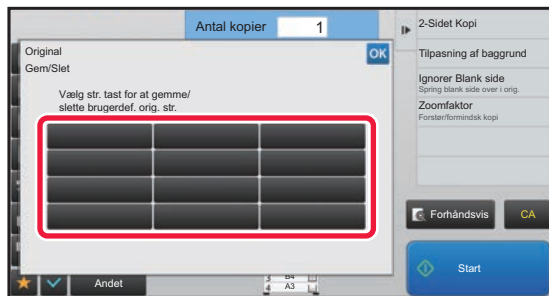 Antal kopier 1
Original
OK
Gem/Slet
Vælg str. tast for at gemme/
slette brugerdef. orig. str.
2-Sidet Kopi
Tilpasning af baggrund
Ignorer Blank side
Spring blank side over i orig.
Zoomfaktor
Forstør/formindsk kopi
Forhåndsvis
CA
Andet
3 B4
4 A3
Start